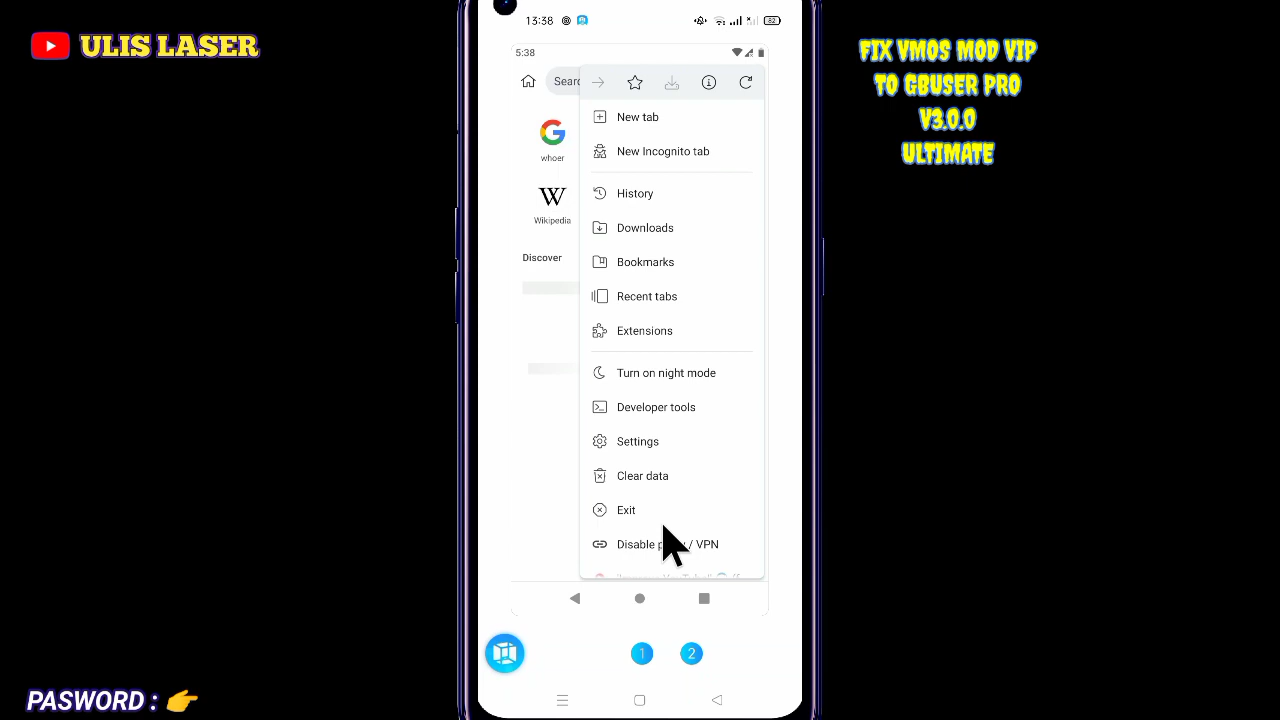 ULIS LASER
FIX VMOS MOD VIP
TO GBUSER PRO
V3.0.0
ULTIMATE
13:38
82
5:38
Sear
whoer
Wikipedia
Discover
New tab
New Incognito tab
History
Downloads
Bookmarks
Recent tabs
Extensions
Turn on night mode
Developer tools
Settings
Clear data
Exit
Disable / VPN
1 2
PASWORD : 👉